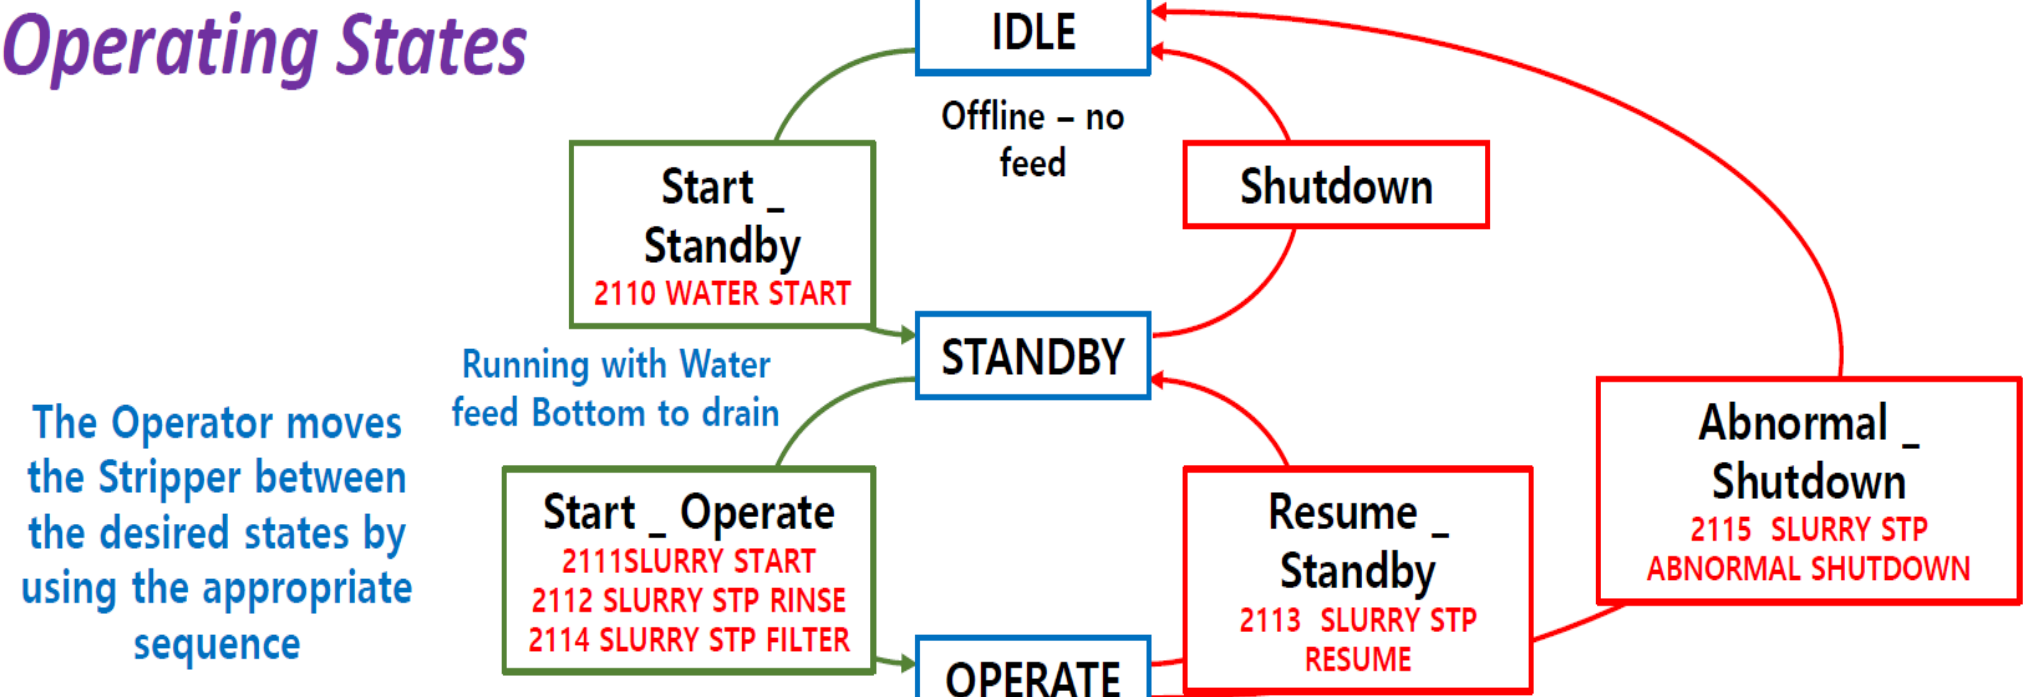 Operating States
IDLE
Offline – no
feed
Start _
Standby
2110 WATER START
Shutdown
STANDBY
Running with Water
feed Bottom to drain
The Operator moves
the Stripper between
the desired states by
using the appropriate
sequence
Start _ Operate
2111SLURRY START
2112 SLURRY STP RINSE
2114 SLURRY STP FILTER
Resume _
Standby
2113 SLURRY STP
RESUME
Abnormal _
Shutdown
2115 SLURRY STP
ABNORMAL SHUTDOWN
OPERATE